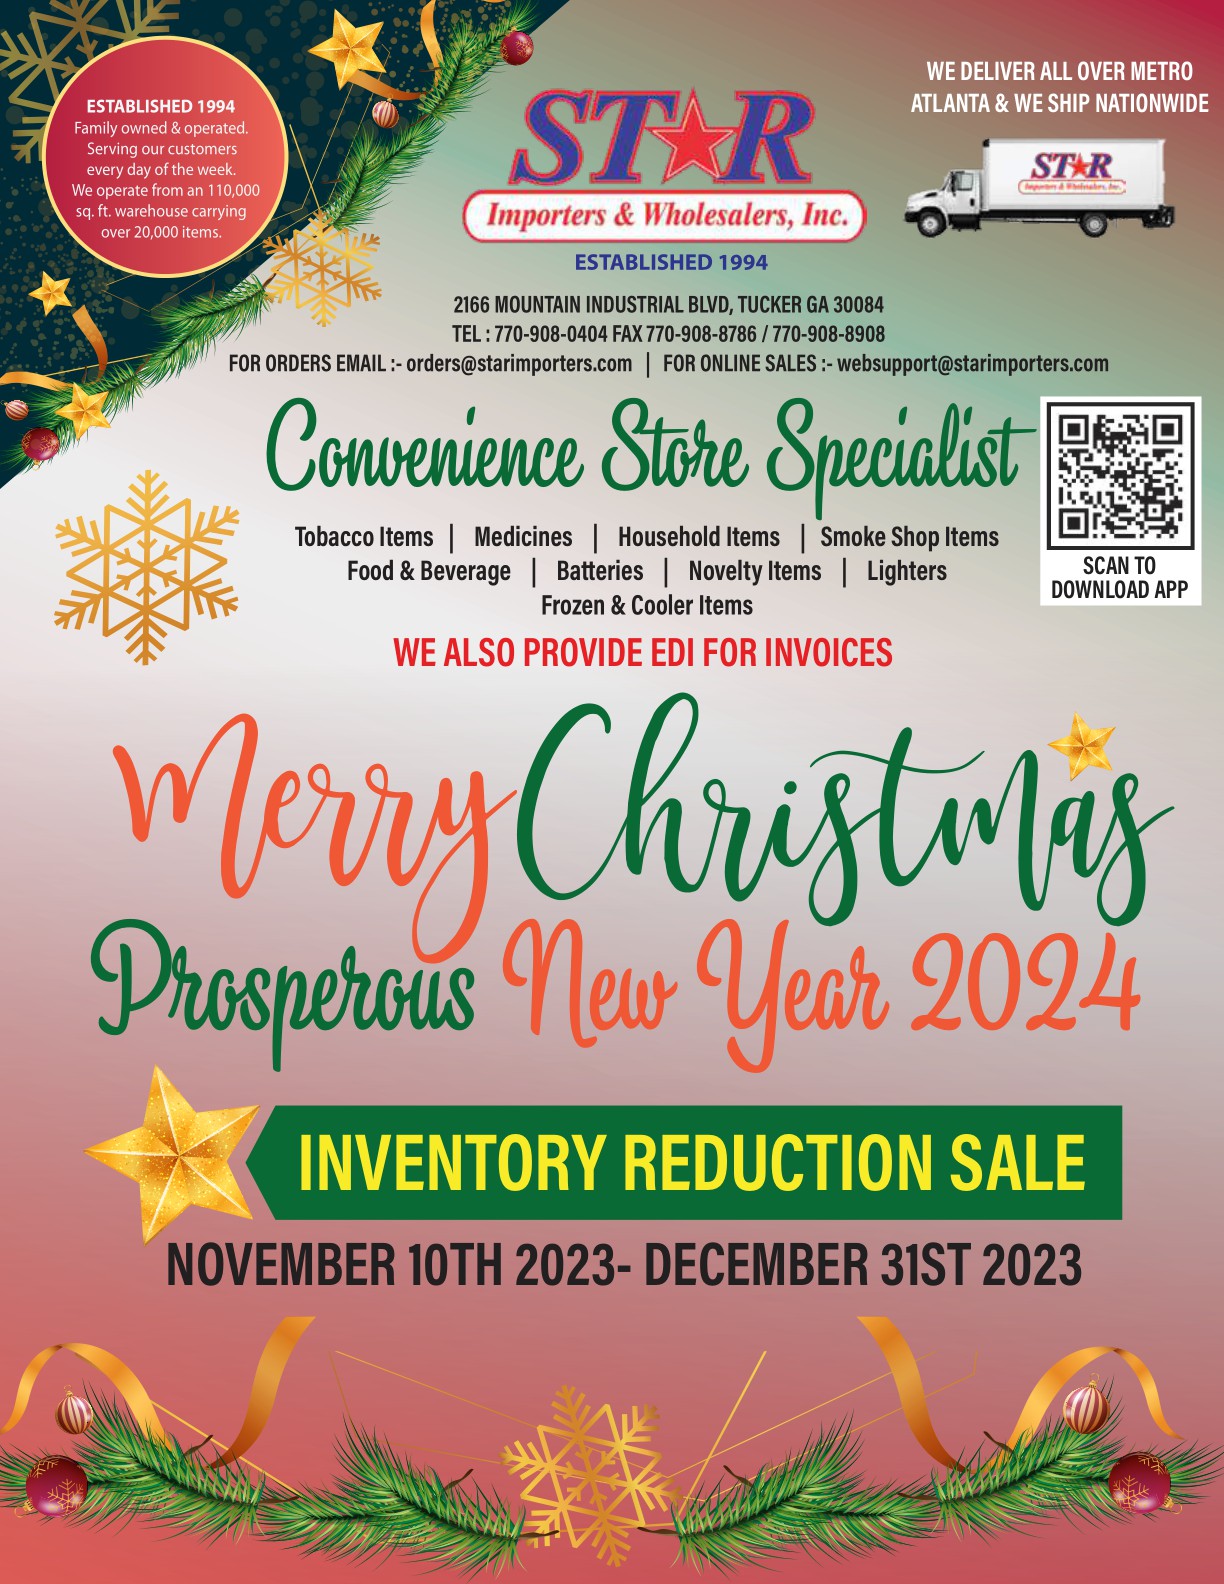 ESTABLISHED 1994
Family owned & operated.
Serving our customers
every day of the week.
We operate from an 110,000
sq. ft. warehouse carrying
over 20,000 items.
WE DELIVER ALL OVER METRO
ATLANTA & WE SHIP NATIONWIDE
STAR
Importers & Wholesalers, Inc.
STAR
Importers & Wholesalers, Inc.
ESTABLISHED 1994
2166 MOUNTAIN INDUSTRIAL BLVD, TUCKER GA 30084
TEL : 770-908-0404 FAX 770-908-8786 / 770-908-8908
FOR ORDERS EMAIL :- orders@starimporters.com | FOR ONLINE SALES :- websupport@starimporters.com
Convenience Store Specialist
Tobacco Items | Medicines | Household Items | Smoke Shop Items
Food & Beverage | Batteries | Novelty Items | Lighters
Frozen & Cooler Items
SCAN TO
DOWNLOAD APP
WE ALSO PROVIDE EDI FOR INVOICES
Merry Christmas
Prosperous New Year 2024
INVENTORY REDUCTION SALE
NOVEMBER 10TH 2023- DECEMBER 31ST 2023